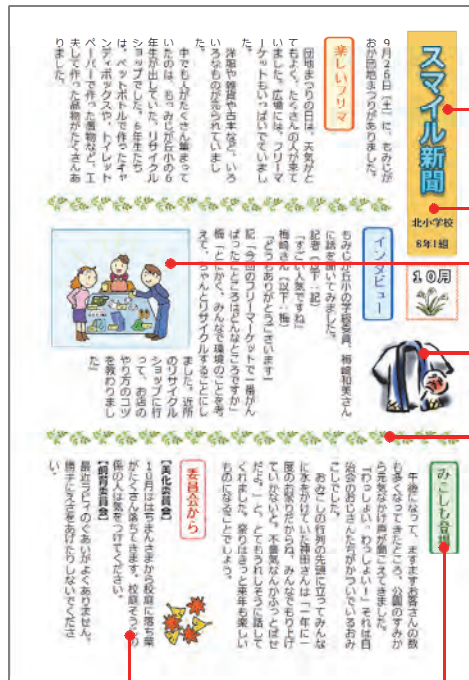 スマイル新聞
北小学校
6年1組
10月
9月26日（土）に、もみじが
おか団地まつりがありました。
楽しいフリマ
団地まつりの日は、天気がと
てもよく、たくさんの人が来て
いました。広場には、フリーマ
ーケットもいっぱいでていまし
た。
洋服や雑貨や古本など、いろ
いろなものが売られていまし
た。
中でも人がたくさん集まって
いたのは、もみじが丘小の6
年生が出していた、リサイクル
ショップでした。6年生たち
は、ペットボトルで作ったキャ
ンディボックスや、トイレット
ペーパーで作った置物など、工
夫して作った品物がたくさんあ
りました。
インタビュー
もみじが丘小の学級委員、梅崎和美さん
に話を聞いてみました。
記者（以下：記）
「すごい人気ですね」
梅崎さん（以下：梅）
「どうもありがとうございます」
記「今回のフリーマーケットで一番がん
ばったところはどんなところですか」
梅「とにかく、みんなで環境のことを考
えて、ちゃんとリサイクルすることにし
ました。近所
のリサイクル
ショップに行
って、お店の
やり方のコツ
を教わりまし
た」
みこしも登場
午後になって、ますますお客さんの数
も多くなってきたところ、公園のすみか
ら元気なかけ声が聞こえてきました。
「わっしょい、わっしょい！」それは自
治会のおじさんたちがかついでいるおみ
こしでした。
おみこしの行列の先頭に立ってみんな
に水をかけていた神田さんは「一年に一
度のお祭りだからね、みんなでもり上げ
ていかないと。不景気なんかふっとばせ
だよ。」と、とてもうれしそうに話して
くれました。祭りはきっと来年も楽しい
ものになることでしょう。
委員会から
【美化委員会】
10月ははやまんさまから校庭に落ち葉
がたくさん落ちてきます。校庭そうじの
係の人は気をつけてください。
【飼育委員会】
最近ラビィのぐあいがよくありません。
勝手にえさをあげたりしないでくださ
い。